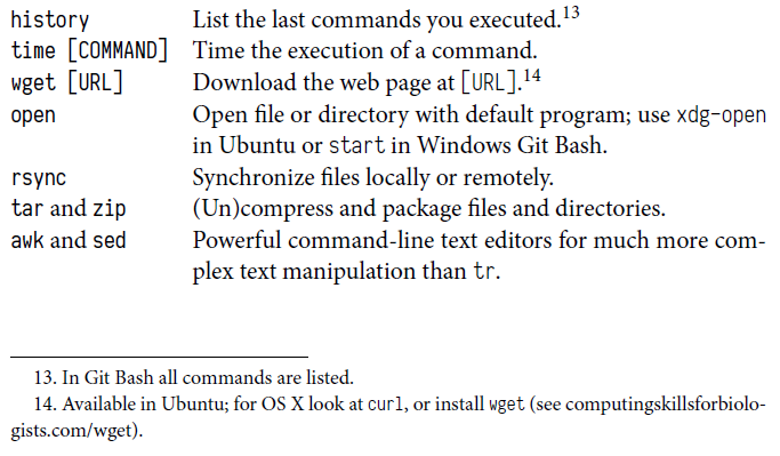 history List the last commands you executed.13
time [COMMAND] Time the execution of a command.
wget [URL] Download the web page at [URL].14
open Open file or directory with default program; use xdg-open
in Ubuntu or start in Windows Git Bash.
rsync Synchronize files locally or remotely.
tar and zip (Un)compress and package files and directories.
awk and sed Powerful command-line text editors for much more com-
plex text manipulation than tr.
13. In Git Bash all commands are listed.
14. Available in Ubuntu; for OS X look at curl, or install wget (see computingskillsforbiolo-
gists.com/wget).